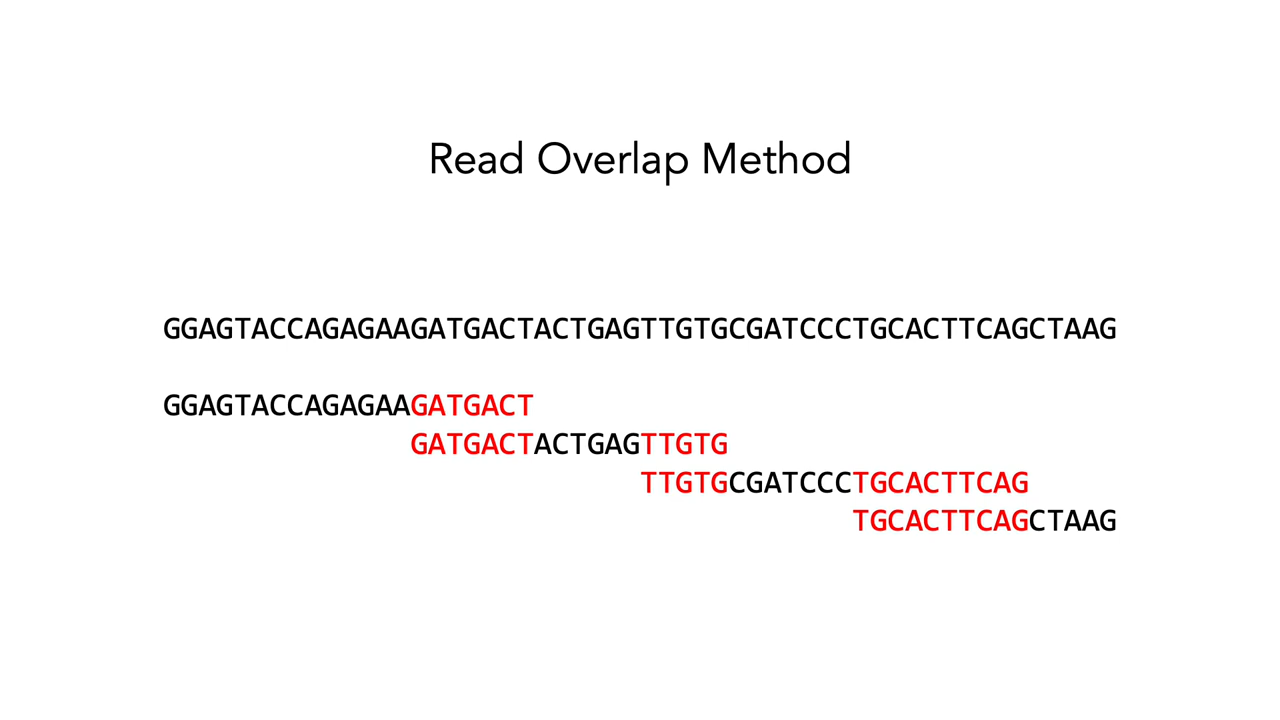 Read Overlap Method
GGAGTACCAGAGAAGATGACTACTGAGTTGTGCGATCCCTGCACTTCAGCTAAG
GGAGTACCAGAGAAGATGACT
GATGACTACTGAGTTGTG
TTGTGCGATCCCTGCACTTCAG
TGCACTTCAGCTAAG